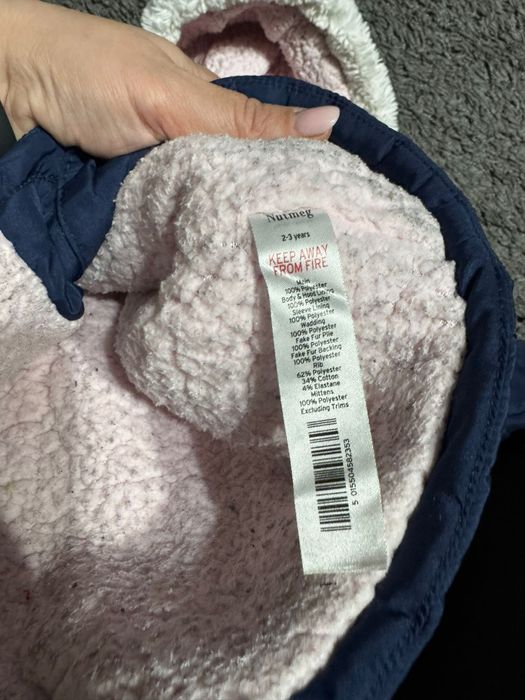 Nutmeg
2-3 years
KEEP AWAY
FROM FIRE
Main
100% Polyester
Body & Hood Lining
100% Polyester
Sleeve Lining
100% Polyester
Wadding
100% Polyester
Fake Fur Pile
100% Polyester
Fake Fur Backing
100% Polyester
Rib
62% Polyester
34% Cotton
4% Elastane
Mittens
100% Polyester
Excluding Trims
5 015504582353